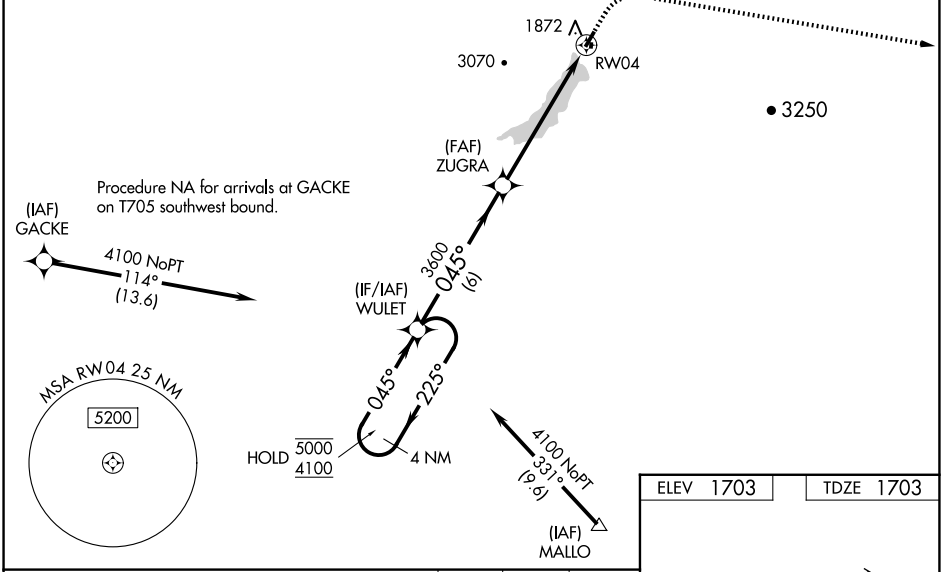 1872
RW04
3070
3250
(FAF)
ZUGRA
Procedure NA for arrivals at GACKE
on T705 southwest bound.
(IAF)
GACKE
4100 NoPT
114°
(13.6)
3600
045°
(6)
(IF/IAF)
WULET
045°
225°
MSA RW04 25 NM
5200
HOLD 5000
4100
4 NM
4100 NoPT
331°
(9.6)
(IAF)
MALLO
ELEV 1703
TDZE 1703